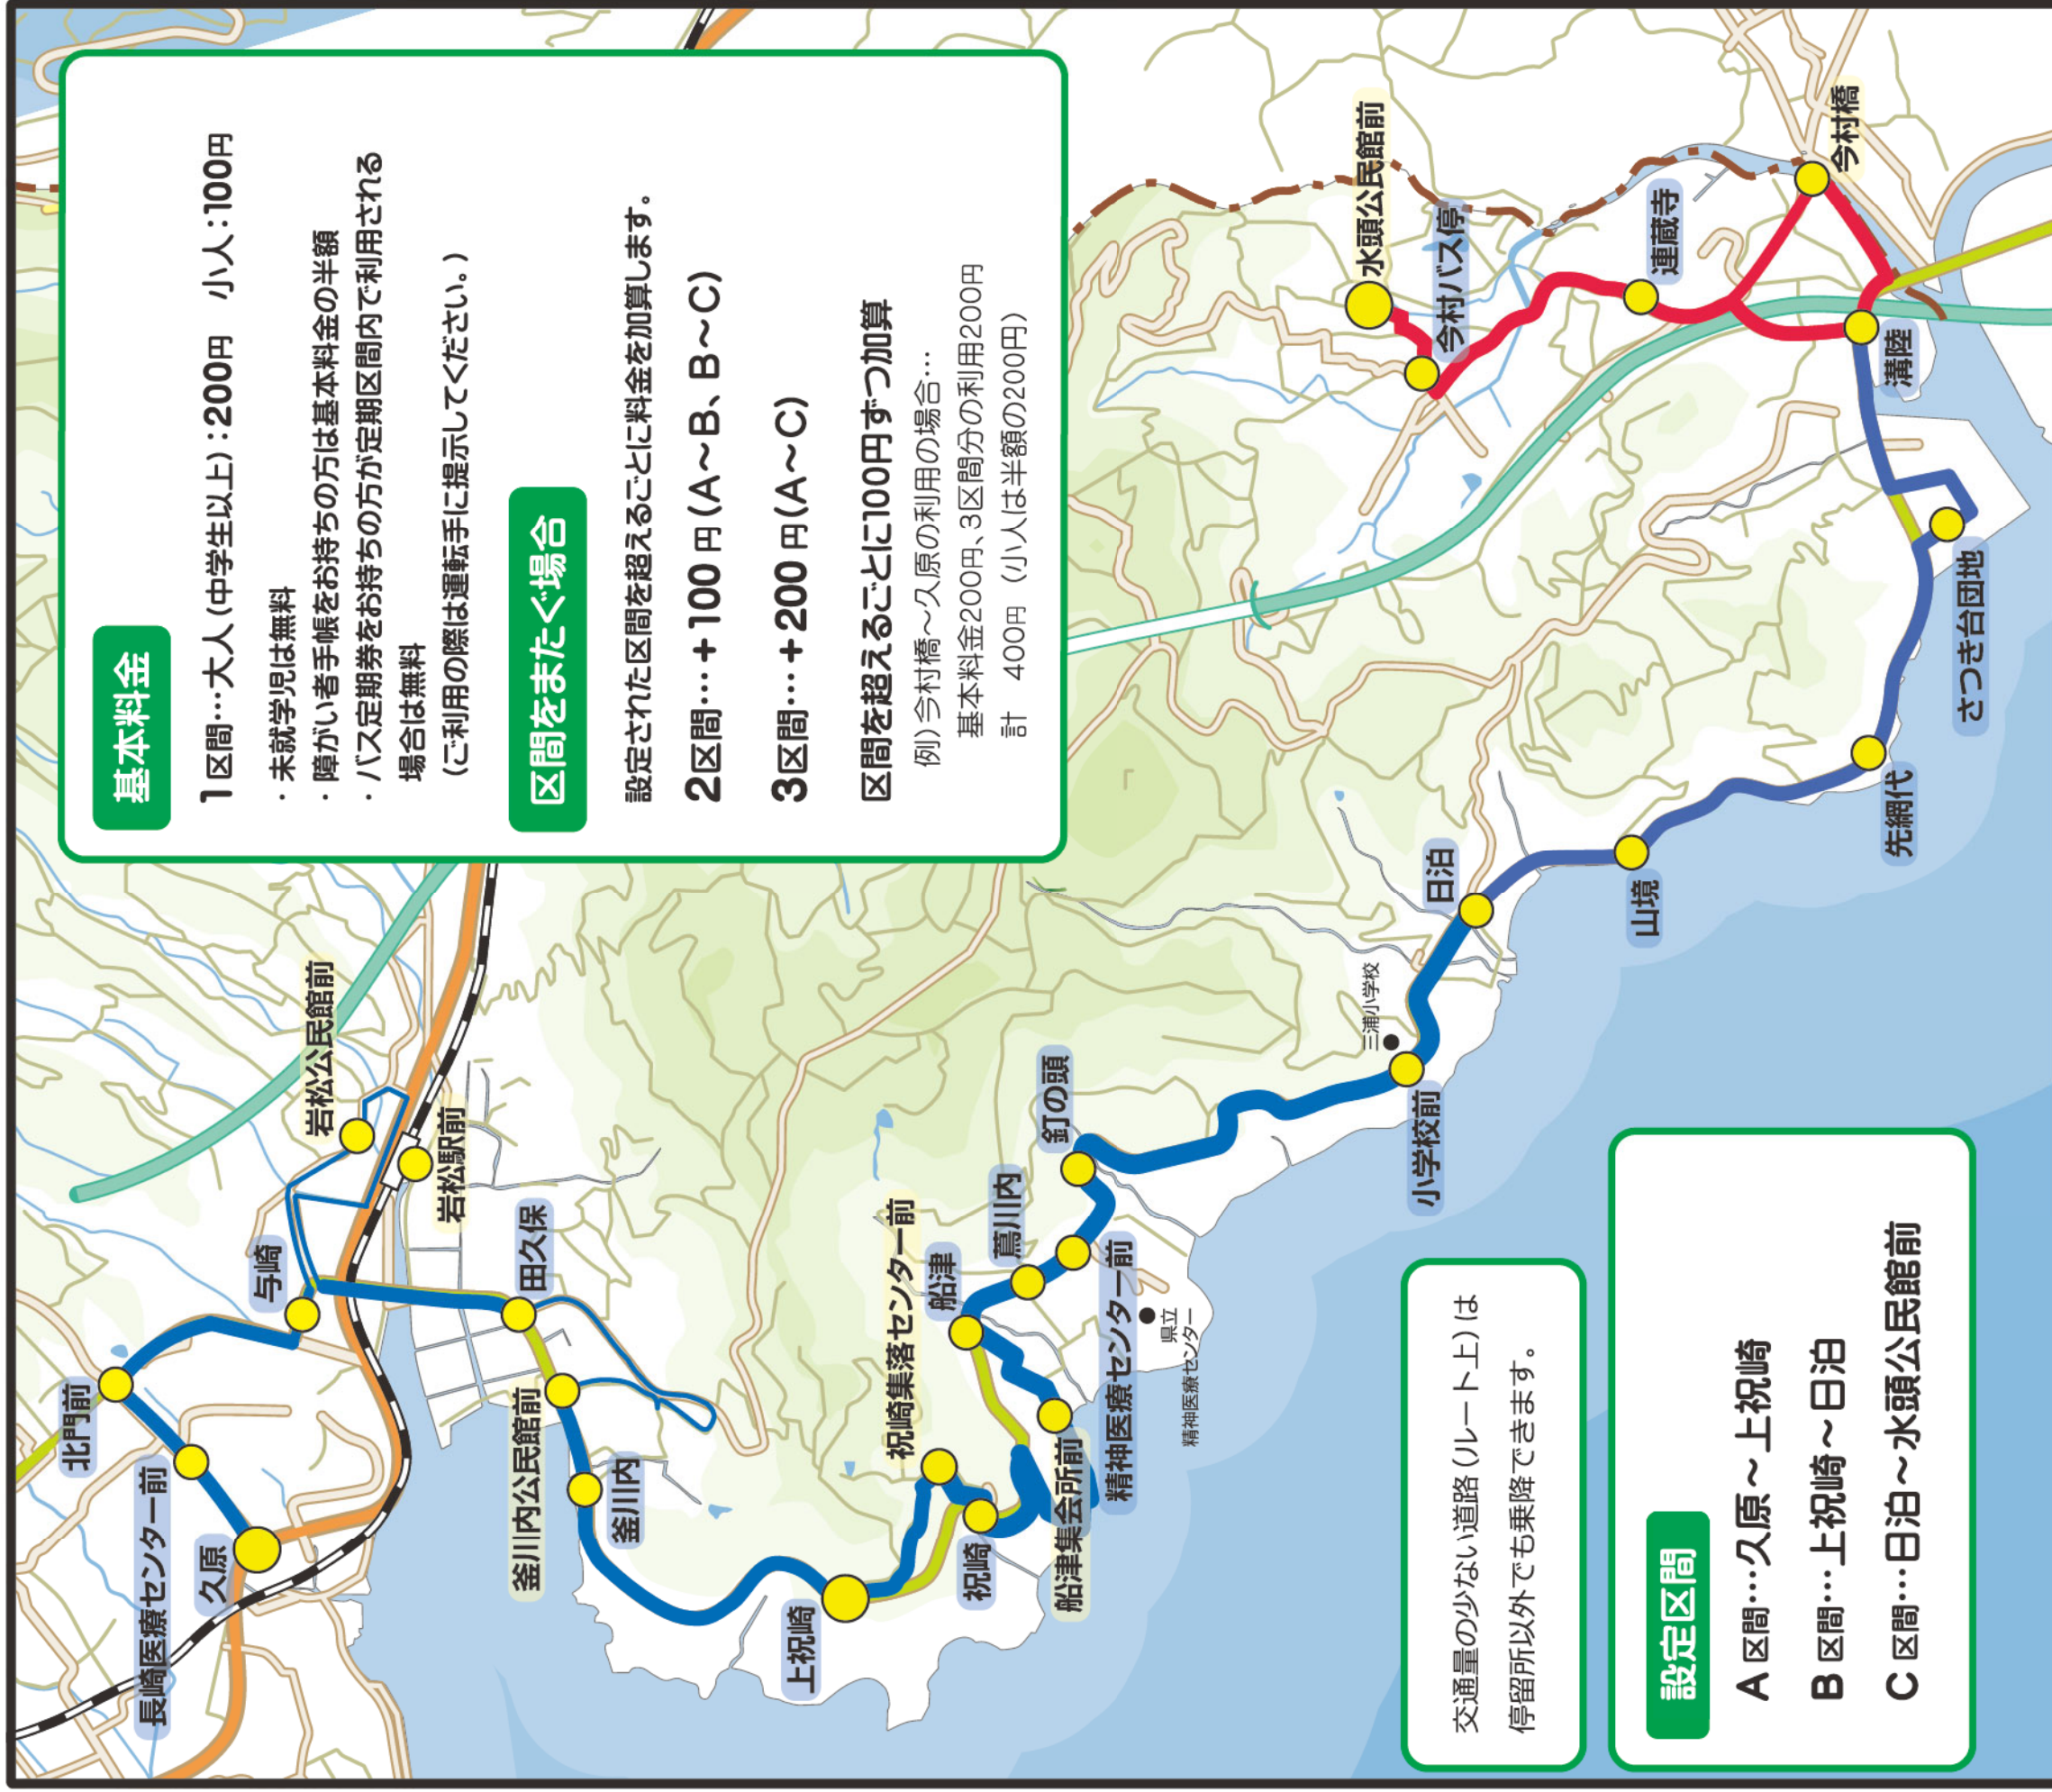 基本料金
1区間…大人(中学生以上):200円　小人:100円
・未就学児は無料
・障がい者手帳をお持ちの方は基本料金の半額
・バス定期券をお持ちの方が定期区間内で利用される
場合は無料
(ご利用の際は運転手に提示してください。)
区間をまたぐ場合
設定された区間を超えるごとに料金を加算します。
2区間…+100円(A～B、B～C)
3区間…+200円(A～C)
区間を超えるごとに100円ずつ加算
例)今村橋～久原の利用の場合…
基本料金200円、3区間分の利用200円
計　400円　(小人は半額の200円)
水頭公民館前
今村バス停
連蔵寺
今村橋
溝陸
さつき台団地
先網代
山境
日泊
三浦小学校
小学校前
釘の頭
蔦川内
精神医療センター前
県立
精神医療センター
船津
船津集会所前
祝崎集落センター前
祝崎
上祝崎
釜川内
釜川内公民館前
田久保
岩松駅前
岩松公民館前
与崎
北門前
長崎医療センター前
久原
交通量の少ない道路(ルート上)は
停留所以外でも乗降できます。
設定区間
A区間…久原～上祝崎
B区間…上祝崎～日泊
C区間…日泊～水頭公民館前